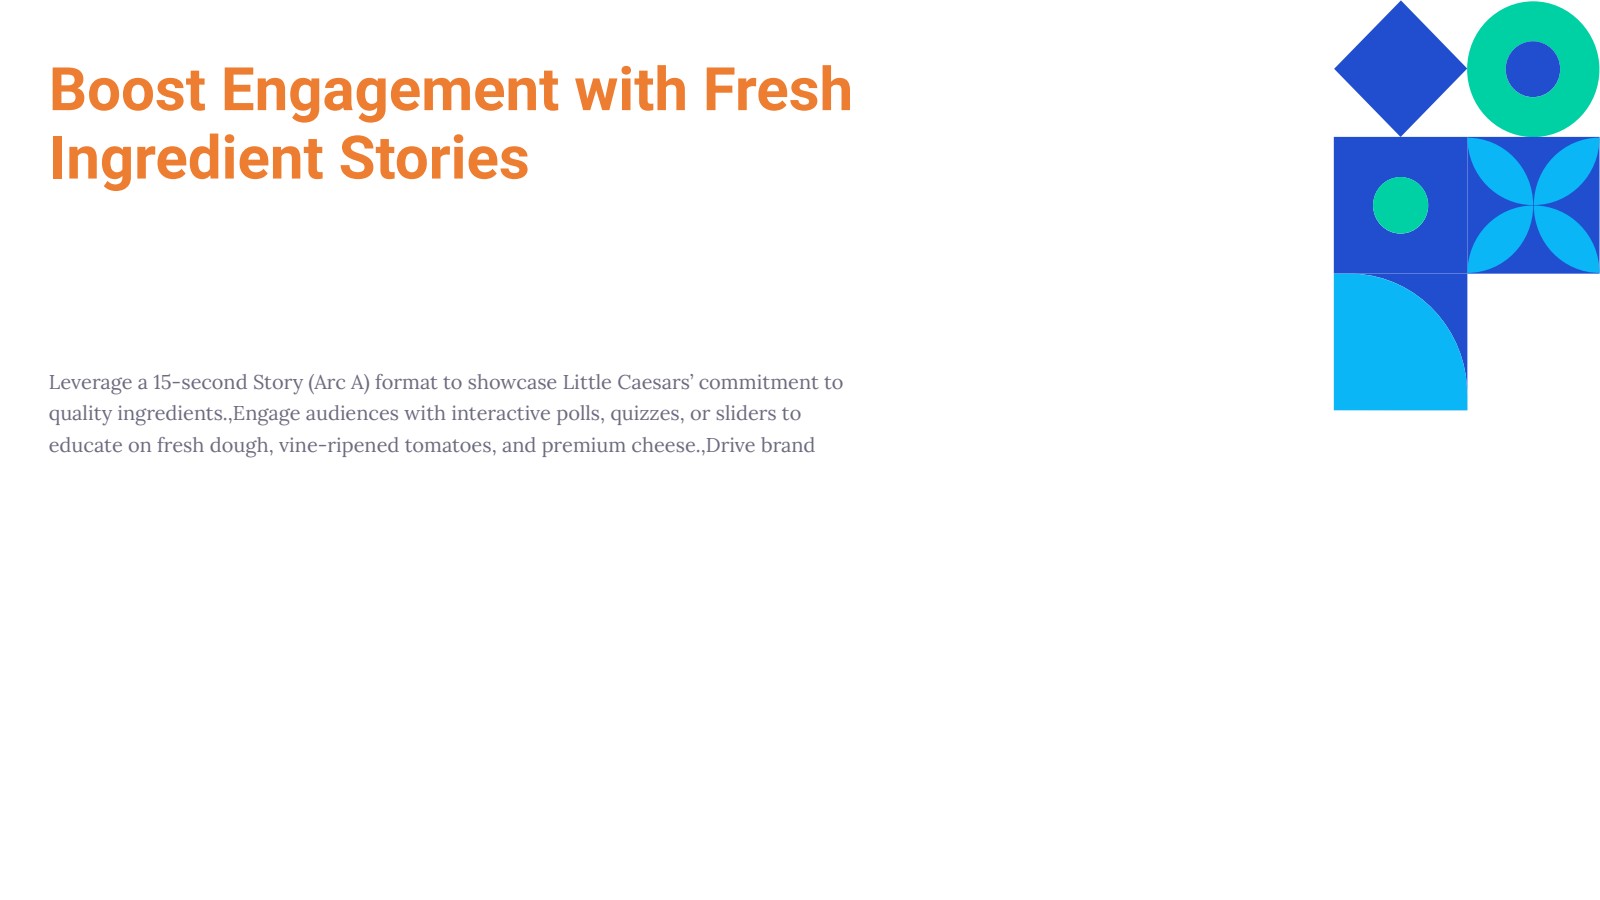 Boost Engagement with Fresh
Ingredient Stories
Leverage a 15-second Story (Arc A) format to showcase Little Caesars’ commitment to
quality ingredients.,Engage audiences with interactive polls, quizzes, or sliders to
educate on fresh dough, vine-ripened tomatoes, and premium cheese.,Drive brand